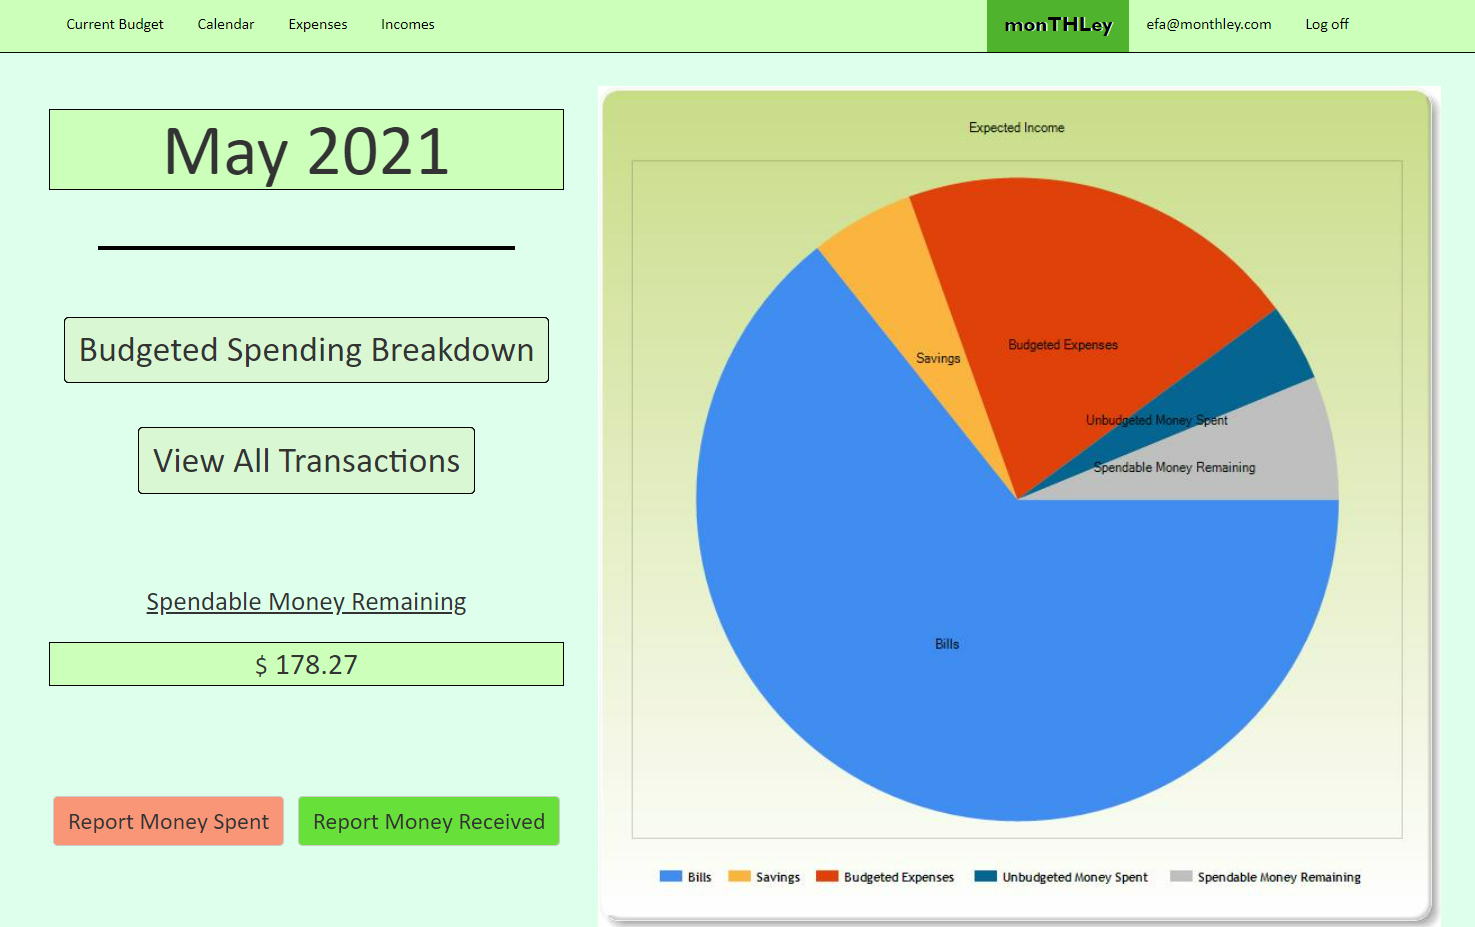 Current Budget Calendar Expenses Incomes monTHLey efa@monthley.com Log off
May 2021
Budgeted Spending Breakdown
View All Transactions
Spendable Money Remaining
$ 178.27
Report Money Spent Report Money Received
Expected Income
Budgeted Expenses
Savings
Unbudgeted Money Spent
Spendable Money Remaining
Bills
Bills Savings Budgeted Expenses Unbudgeted Money Spent Spendable Money Remaining